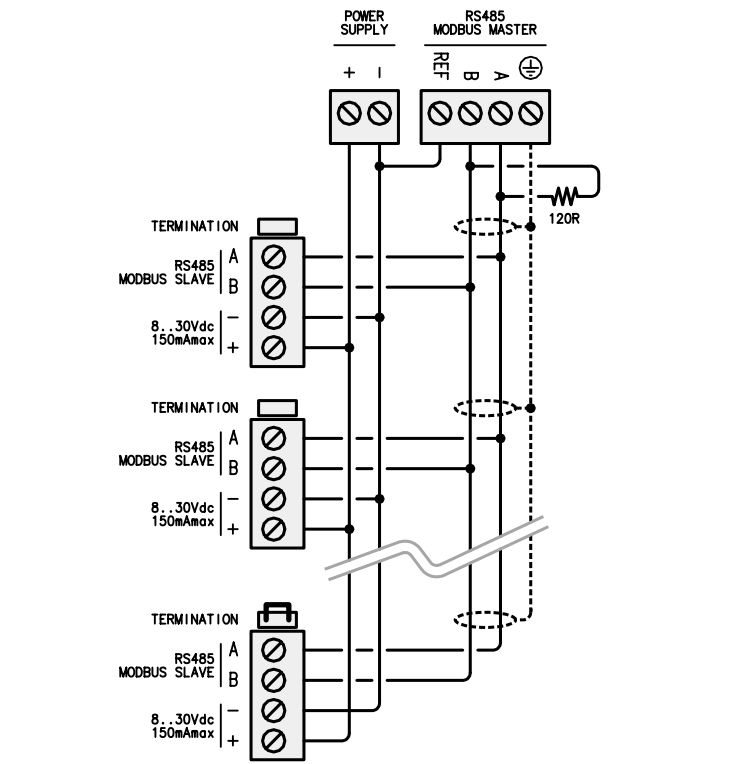 POWER
SUPPLY
RS485
MODBUS MASTER
+ −
REF B A
120R
TERMINATION
RS485
MODBUS SLAVE
A
B
8..30Vdc
150mAmax
−
+
TERMINATION
RS485
MODBUS SLAVE
A
B
8..30Vdc
150mAmax
−
+
TERMINATION
RS485
MODBUS SLAVE
A
B
8..30Vdc
150mAmax
−
+